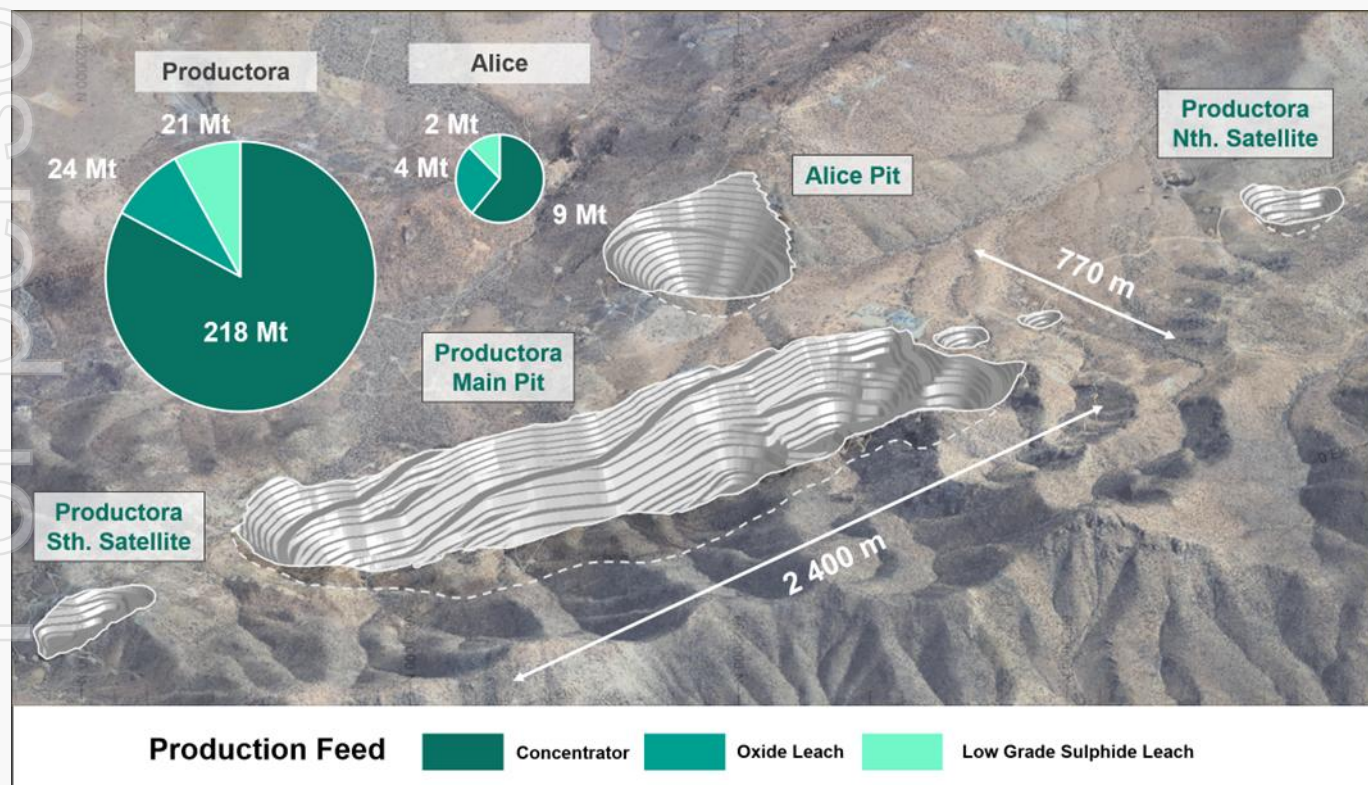 Productora
Alice
21 Mt
2 Mt
24 Mt
4 Mt
9 Mt
218 Mt
Productora
Nth. Satellite
Alice Pit
770 m
Productora
Main Pit
Productora
Sth. Satellite
2 400 m
Production Feed
Concentrator
Oxide Leach
Low Grade Sulphide Leach